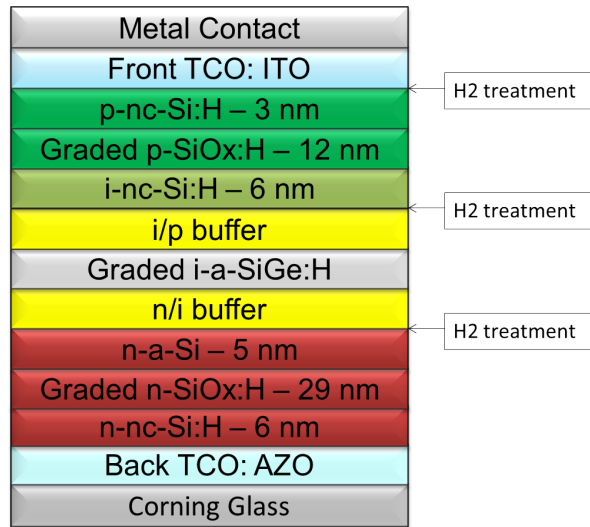 Metal Contact
Front TCO: ITO
H2 treatment
p-nc-Si:H – 3 nm
Graded p-SiOx:H – 12 nm
i-nc-Si:H – 6 nm
H2 treatment
i/p buffer
Graded i-a-SiGe:H
n/i buffer
H2 treatment
n-a-Si – 5 nm
Graded n-SiOx:H – 29 nm
n-nc-Si:H – 6 nm
Back TCO: AZO
Corning Glass